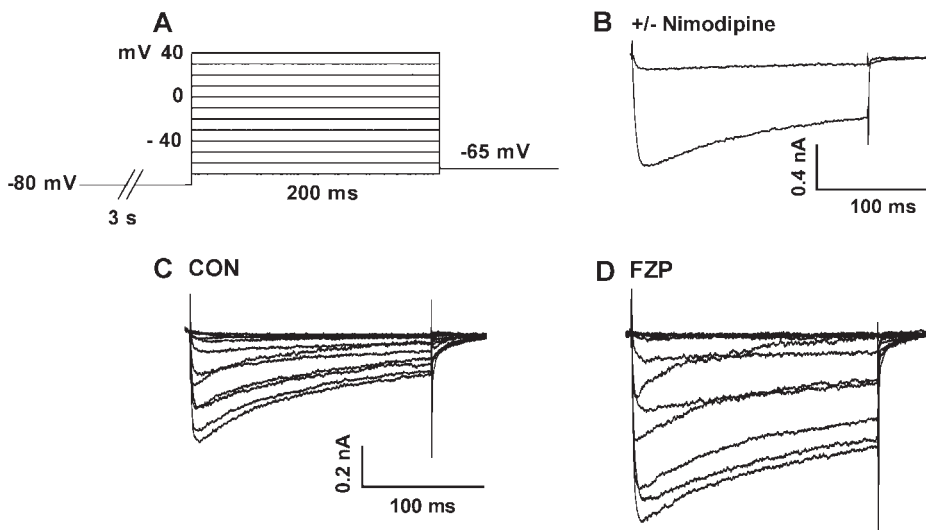 A
mV 40
0
- 40
-80 mV
3 s
200 ms
-65 mV
B +/- Nimodipine
0.4 nA
100 ms
C CON
0.2 nA
100 ms
D FZP